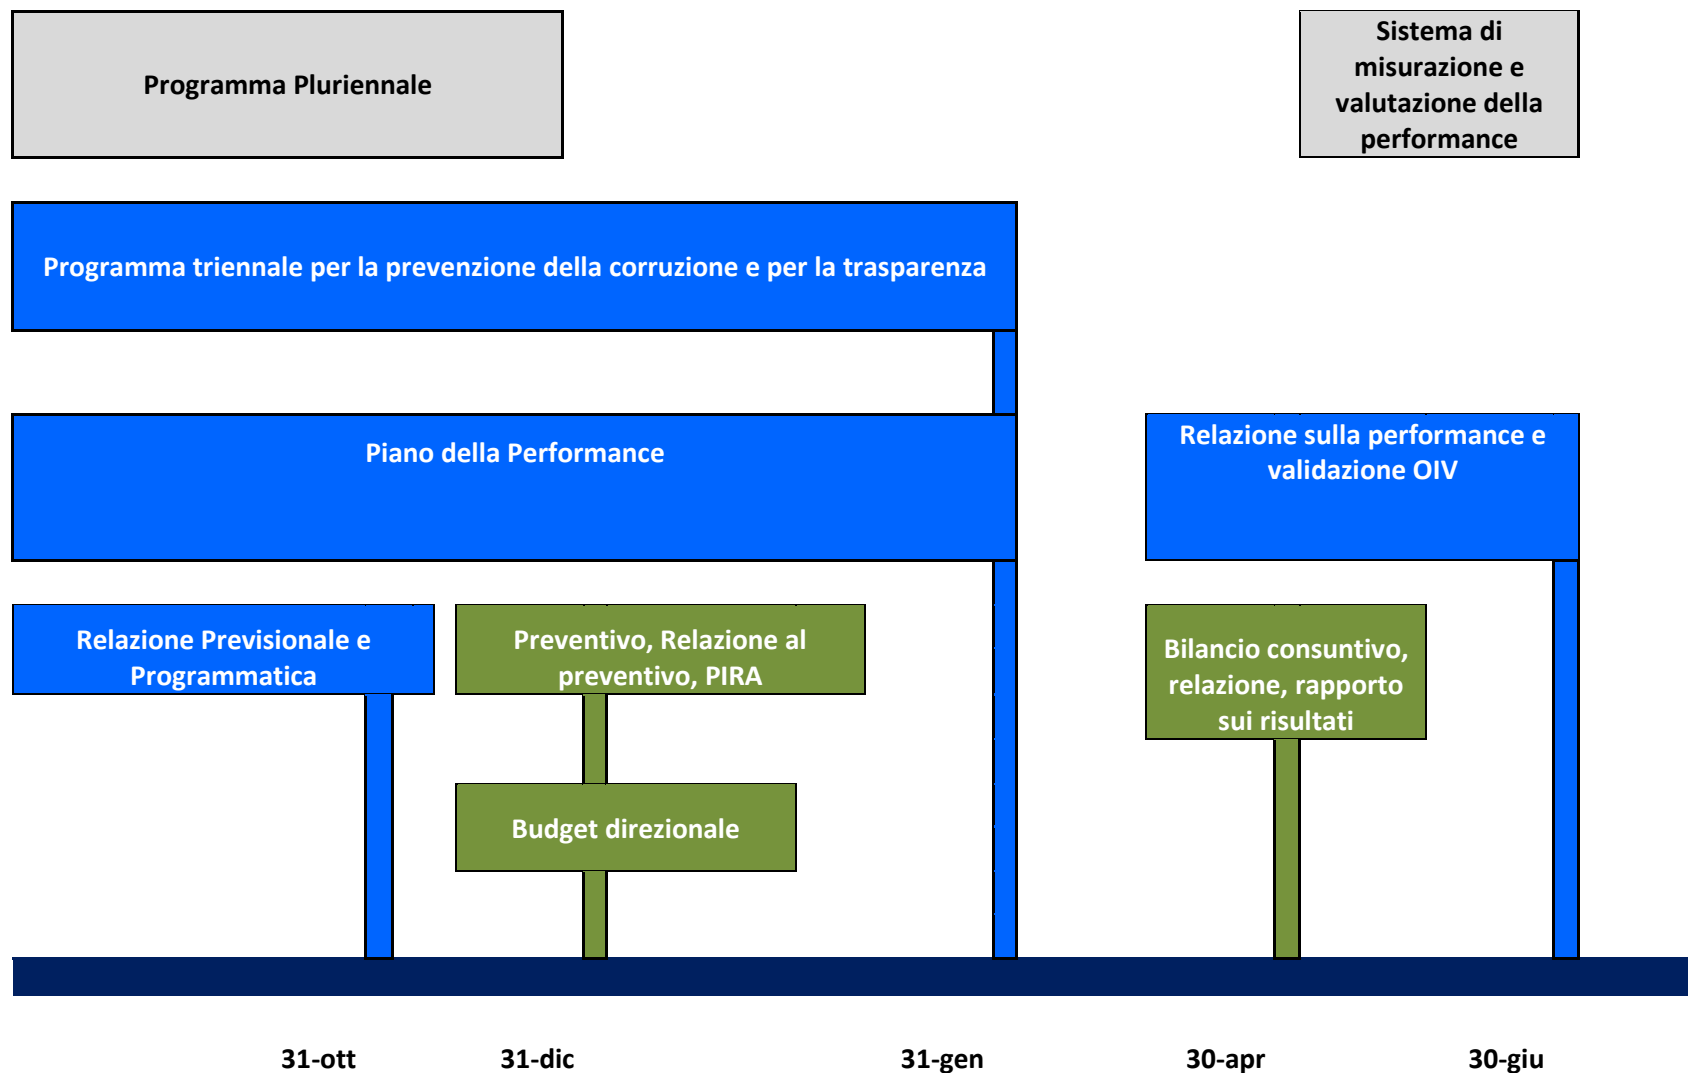 Programma Pluriennale
Sistema di
misurazione e
valutazione della
performance
Programma triennale per la prevenzione della corruzione e per la trasparenza
Piano della Performance
Relazione sulla performance e
validazione OIV
Relazione Previsionale e
Programmatica
Preventivo, Relazione al
preventivo, PIRA
Bilancio consuntivo,
relazione, rapporto
sui risultati
Budget direzionale
31-ott
31-dic
31-gen
30-apr
30-giu